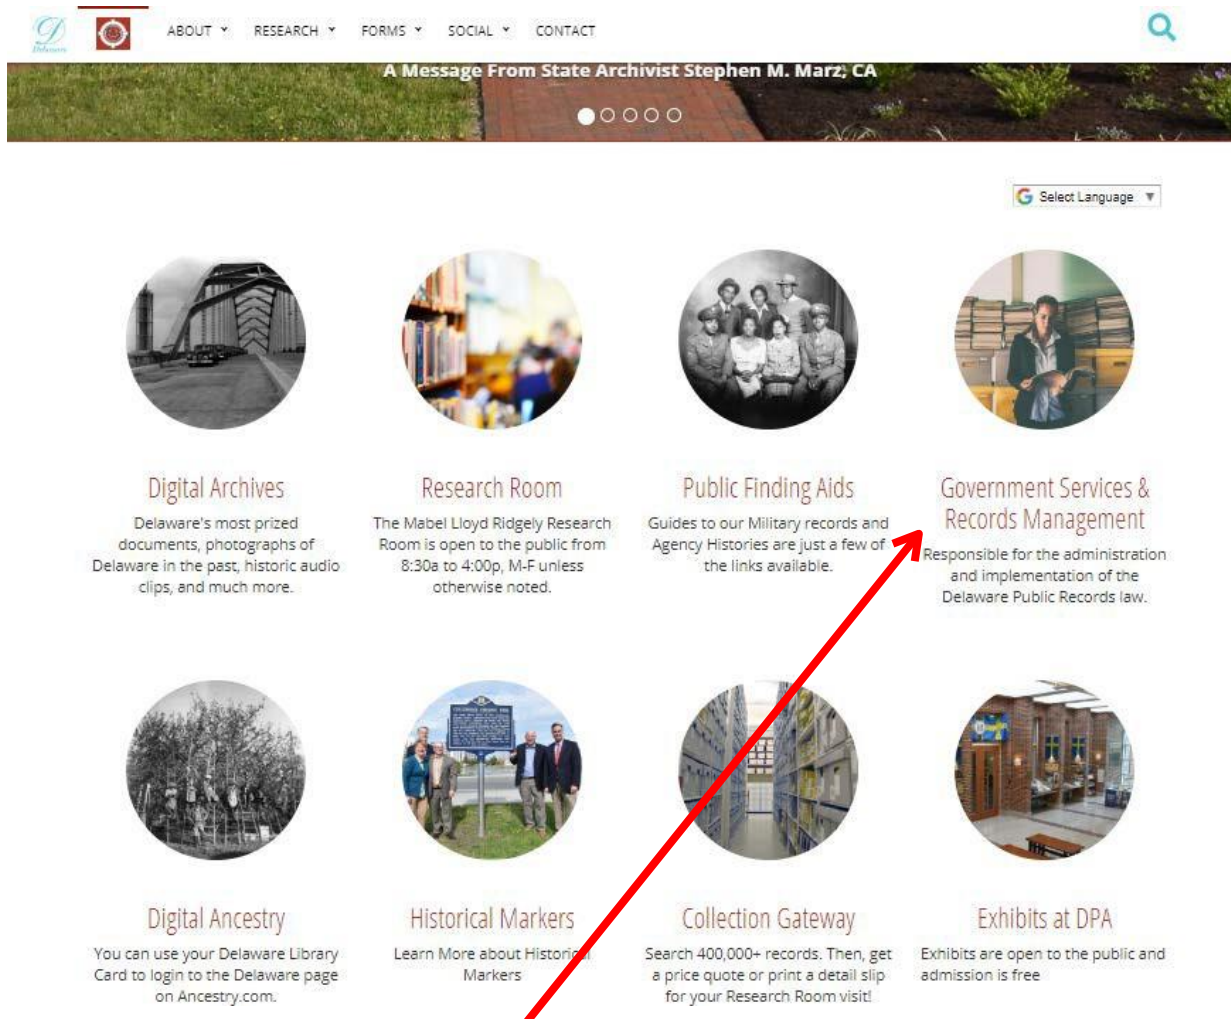 Delaware
ABOUT RESEARCH FORMS SOCIAL CONTACT
A Message From State Archivist Stephen M. Marz, CA
Select Language
Digital Archives
Delaware's most prized
documents, photographs of
Delaware in the past, historic audio
clips, and much more.
Research Room
The Mabel Lloyd Ridgely Research
Room is open to the public from
8:30a to 4:00p, M-F unless
otherwise noted.
Public Finding Aids
Guides to our Military records and
Agency Histories are just a few of
the links available.
Government Services &
Records Management
Responsible for the administration
and implementation of the
Delaware Public Records law.
Digital Ancestry
You can use your Delaware Library
Card to login to the Delaware page
on Ancestry.com.
Historical Markers
Learn More about Historical
Markers
Collection Gateway
Search 400,000+ records. Then, get
a price quote or print a detail slip
for your Research Room visit!
Exhibits at DPA
Exhibits are open to the public and
admission is free